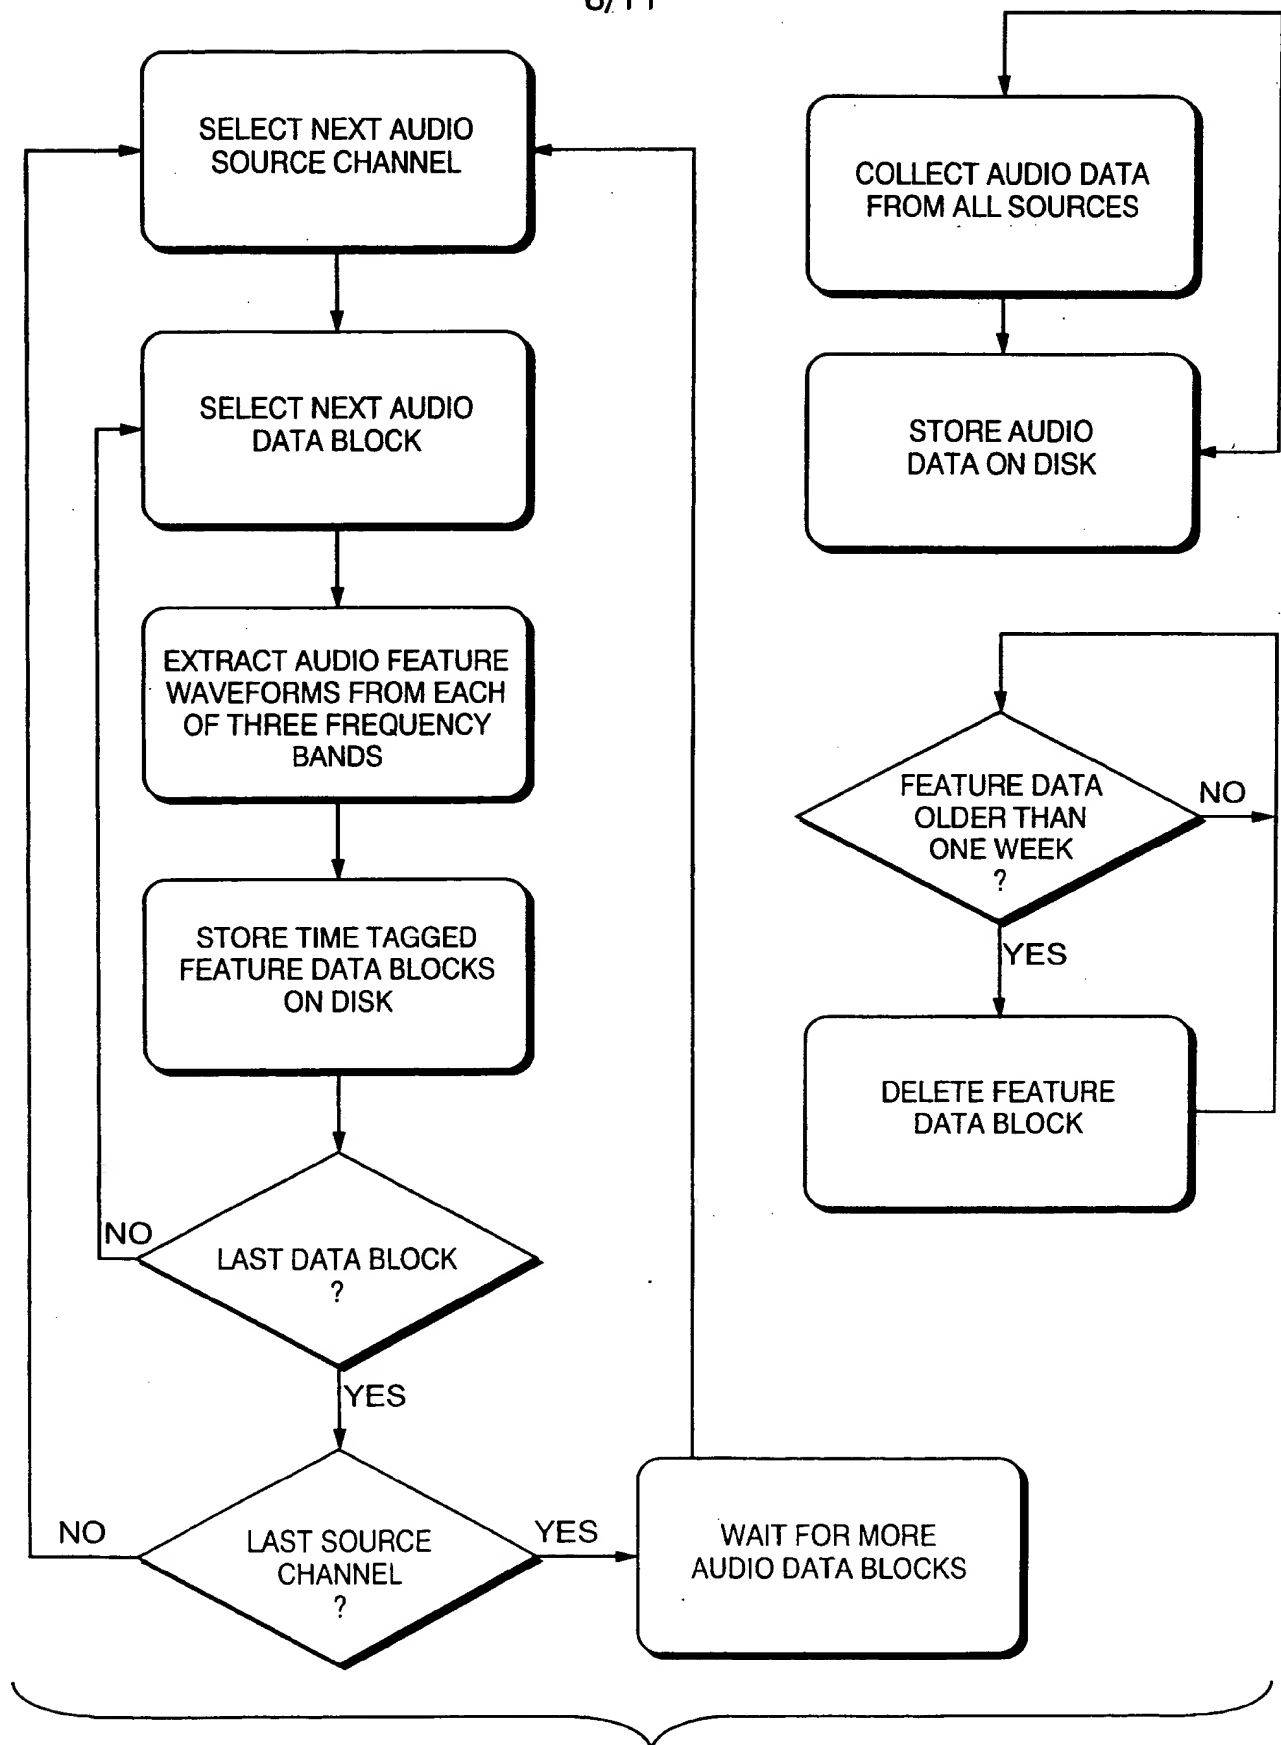 SELECT NEXT AUDIO
SOURCE CHANNEL
SELECT NEXT AUDIO
DATA BLOCK
EXTRACT AUDIO FEATURE
WAVEFORMS FROM EACH
OF THREE FREQUENCY
BANDS
STORE TIME TAGGED
FEATURE DATA BLOCKS
ON DISK
NO
LAST DATA BLOCK
?
YES
NO
LAST SOURCE
CHANNEL
?
YES
WAIT FOR MORE
AUDIO DATA BLOCKS
COLLECT AUDIO DATA
FROM ALL SOURCES
STORE AUDIO
DATA ON DISK
FEATURE DATA
OLDER THAN
ONE WEEK
?
NO
YES
DELETE FEATURE
DATA BLOCK